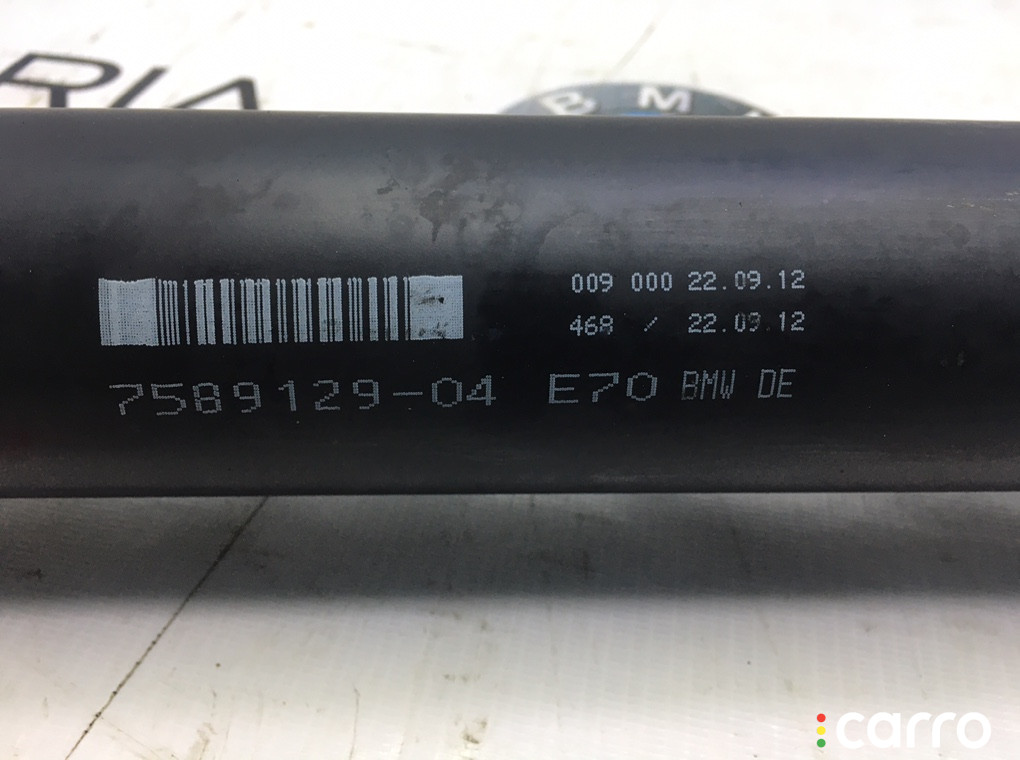 RIA
B M
009 000 22.09.12
468 / 22.09.12
7589129-04 E70 BMW DE
carro